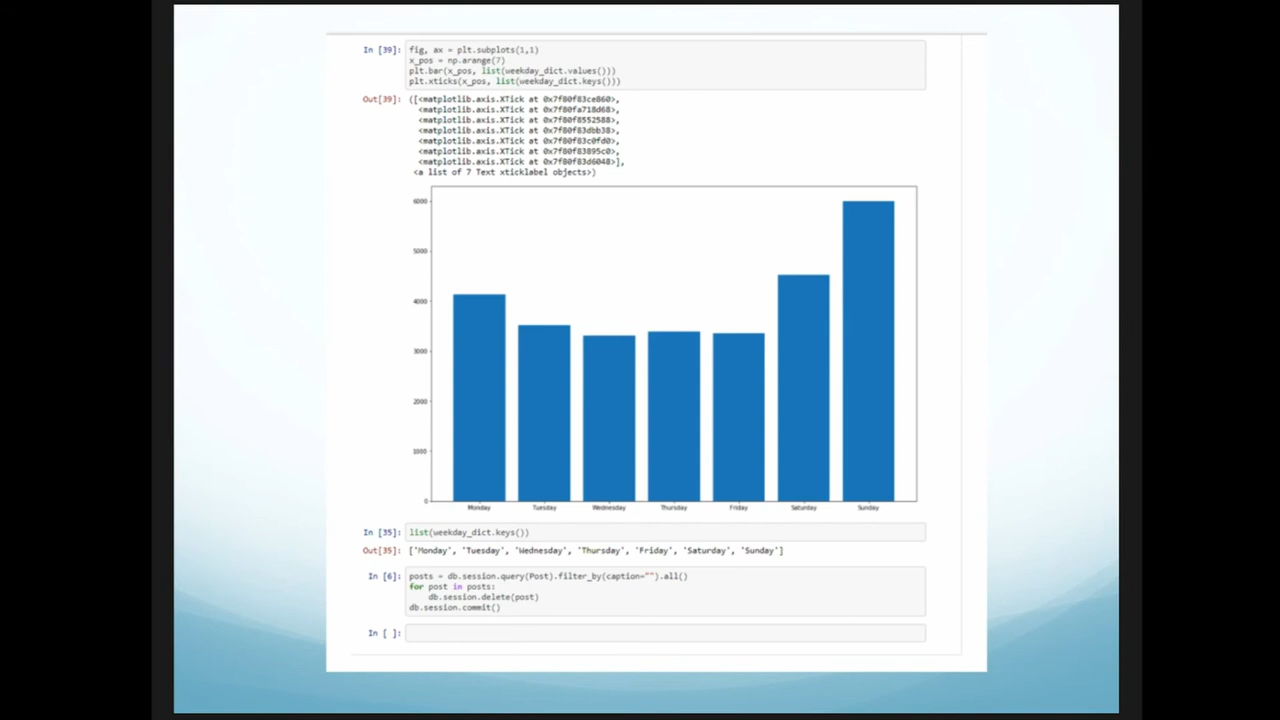 In [39]: fig, ax = plt.subplots(1,1)
x_pos = np.arange(7)
plt.bar(x_pos, list(weekday_dict.values()))
plt.xticks(x_pos, list(weekday_dict.keys()))
Out[39]: ([<matplotlib.axis.XTick at 0x7f80f83ce860>,
<matplotlib.axis.XTick at 0x7f80fa718d68>,
<matplotlib.axis.XTick at 0x7f80f8552588>,
<matplotlib.axis.XTick at 0x7f80f83dbb38>,
<matplotlib.axis.XTick at 0x7f80f83c0fd0>,
<matplotlib.axis.XTick at 0x7f80f83895c0>,
<matplotlib.axis.XTick at 0x7f80f83d6048>],
<a list of 7 Text xticklabel objects>)
6000
5000
4000
3000
2000
1000
0
Monday Tuesday Wednesday Thursday Friday Saturday Sunday
In [35]: list(weekday_dict.keys())
Out[35]: ['Monday', 'Tuesday', 'Wednesday', 'Thursday', 'Friday', 'Saturday', 'Sunday']
In [6]: posts = db.session.query(Post).filter_by(caption="").all()
for post in posts:
db.session.delete(post)
db.session.commit()
In [ ]: